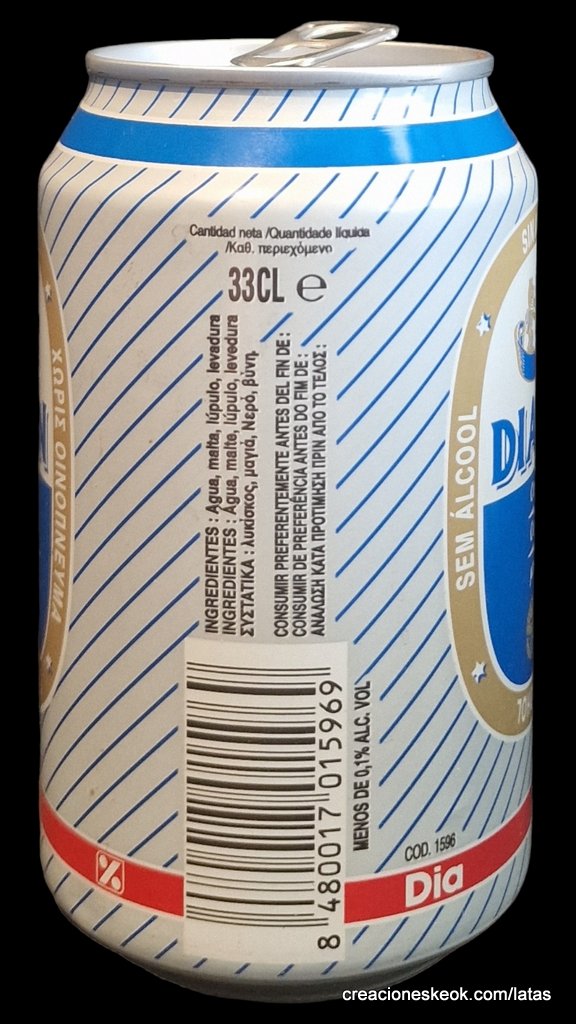 Cantidad neta /Quantidade líquida
/Καθ. περιεχόμενο
33CL e
INGREDIENTES : Agua, malta, lúpulo, levadura
INGREDIENTES : Água, malte, lúpulo, levedura
ΣΥΣΤΑΤΙΚΑ : Λυκίσκος, μαγιά, Νερό, βύνη
CONSUMIR PREFERENTEMENTE ANTES DEL FIN DE :
CONSUMIR DE PREFERÊNCIA ANTES DO FIM DE :
ΑΝΑΛΩΣΗ ΚΑΤΑ ΠΡΟΤΙΜΗΣΗ ΠΡΙΝ ΑΠΟ ΤΟ ΤΕΛΟΣ :
8 480017 015969
MENOS DE 0,1% ALC. VOL
COD. 1596
% Dia
ΧΩΡΙΣ ΟΙΝΟΠΝΕΥΜΑ
SEM ÁLCOOL
creacioneskeok.com/latas